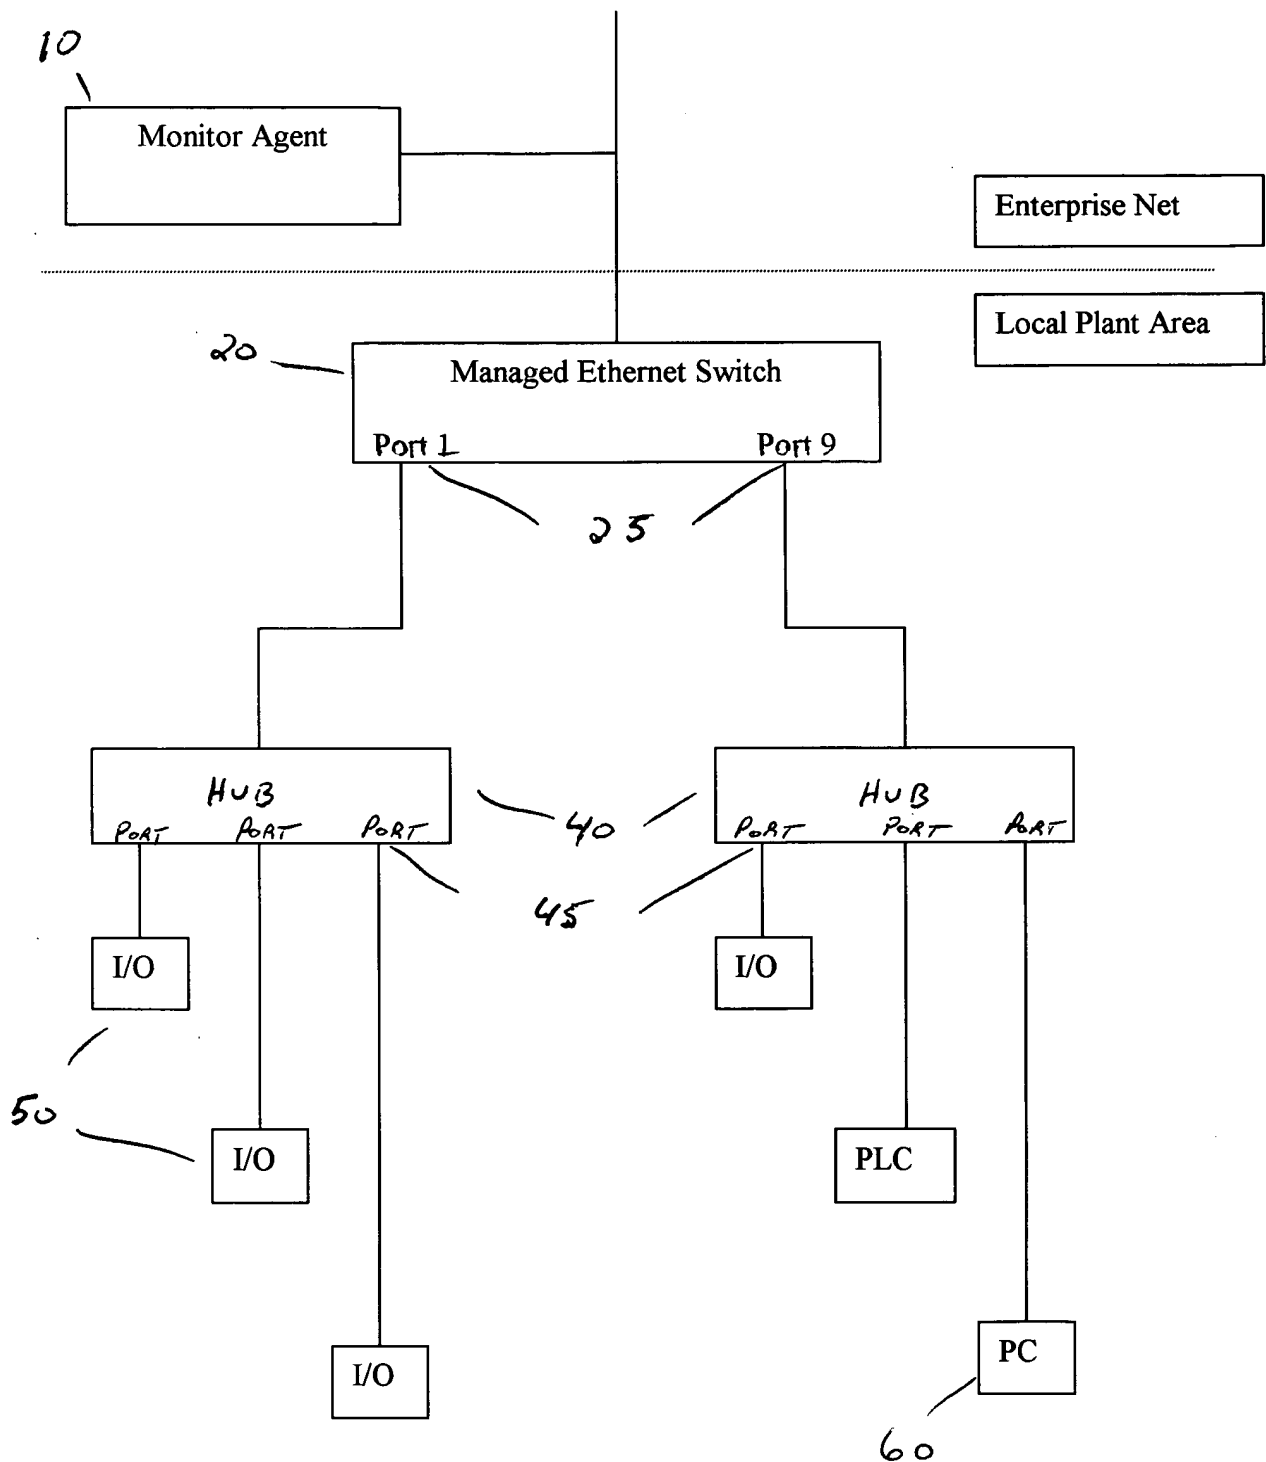 10
Monitor Agent
Enterprise Net
Local Plant Area
20
Managed Ethernet Switch
Port 1
Port 9
25
HUB
HUB
40
PORT
PORT
PORT
PORT
PORT
PORT
45
I/O
I/O
50
I/O
PLC
PC
I/O
60